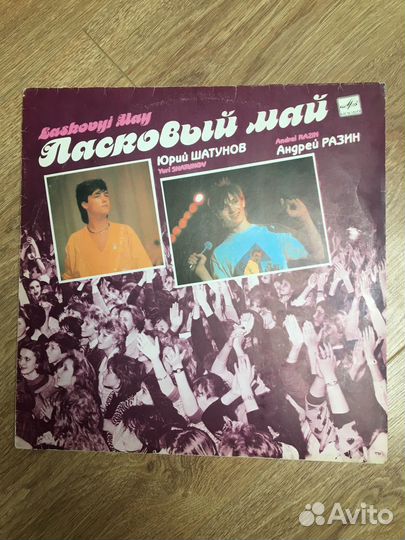 Laskovyi May
Ласковый май
Юрий ШАТУНОВ
Yuri SHATUNOV
Andrei RAZIN
Андрей РАЗИН
Avito